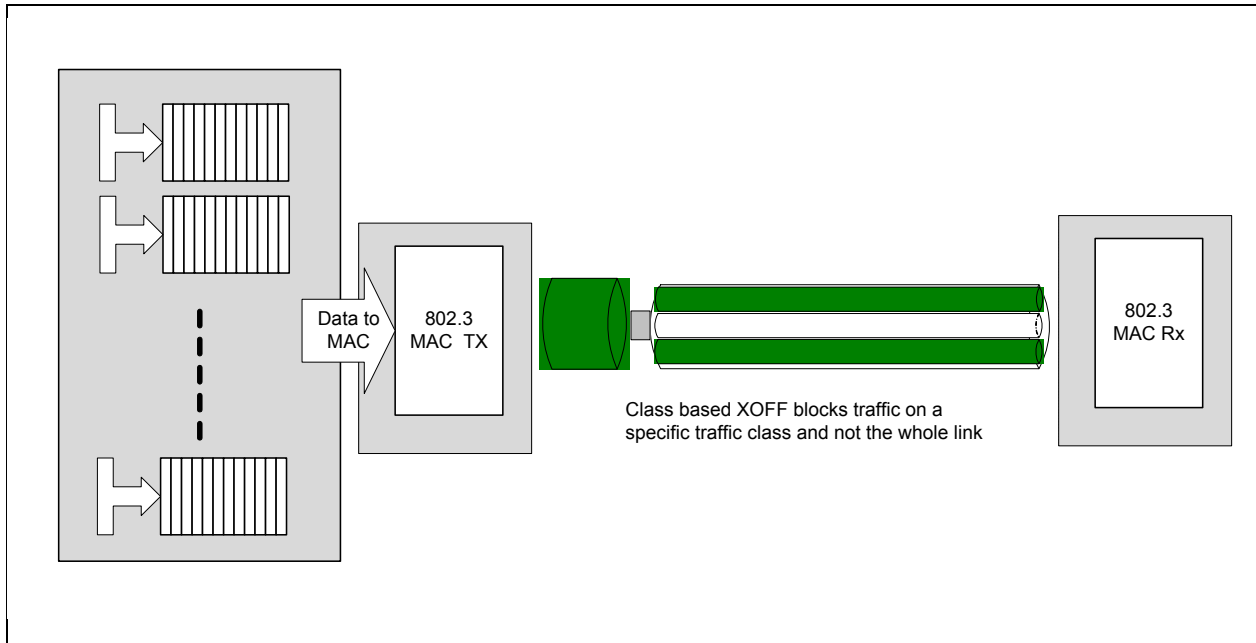 Data to
MAC
802.3
MAC TX
Class based XOFF blocks traffic on a
specific traffic class and not the whole link
802.3
MAC Rx